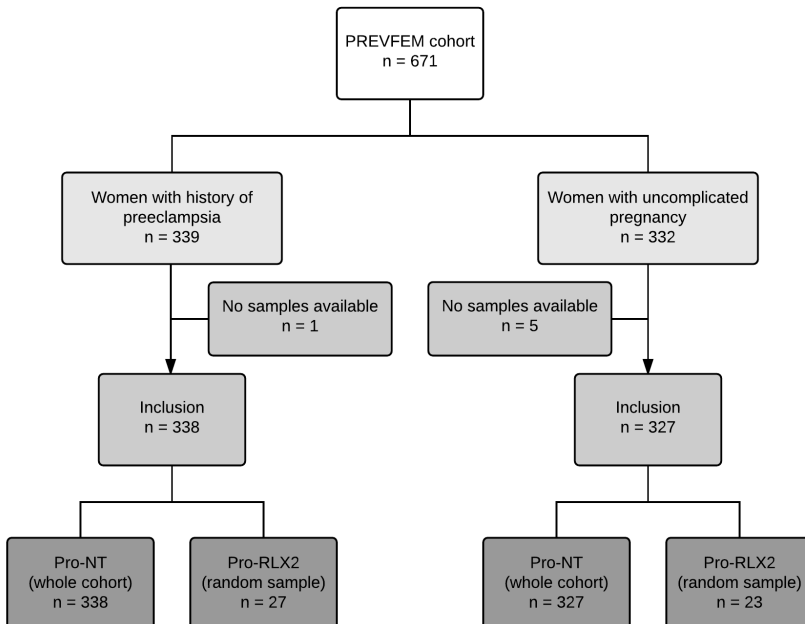 PREVFEM cohort
n = 671
Women with history of
preeclampsia
n = 339
Women with uncomplicated
pregnancy
n = 332
No samples available
n = 1
No samples available
n = 5
Inclusion
n = 338
Inclusion
n = 327
Pro-NT
(whole cohort)
n = 338
Pro-RLX2
(random sample)
n = 27
Pro-NT
(whole cohort)
n = 327
Pro-RLX2
(random sample)
n = 23